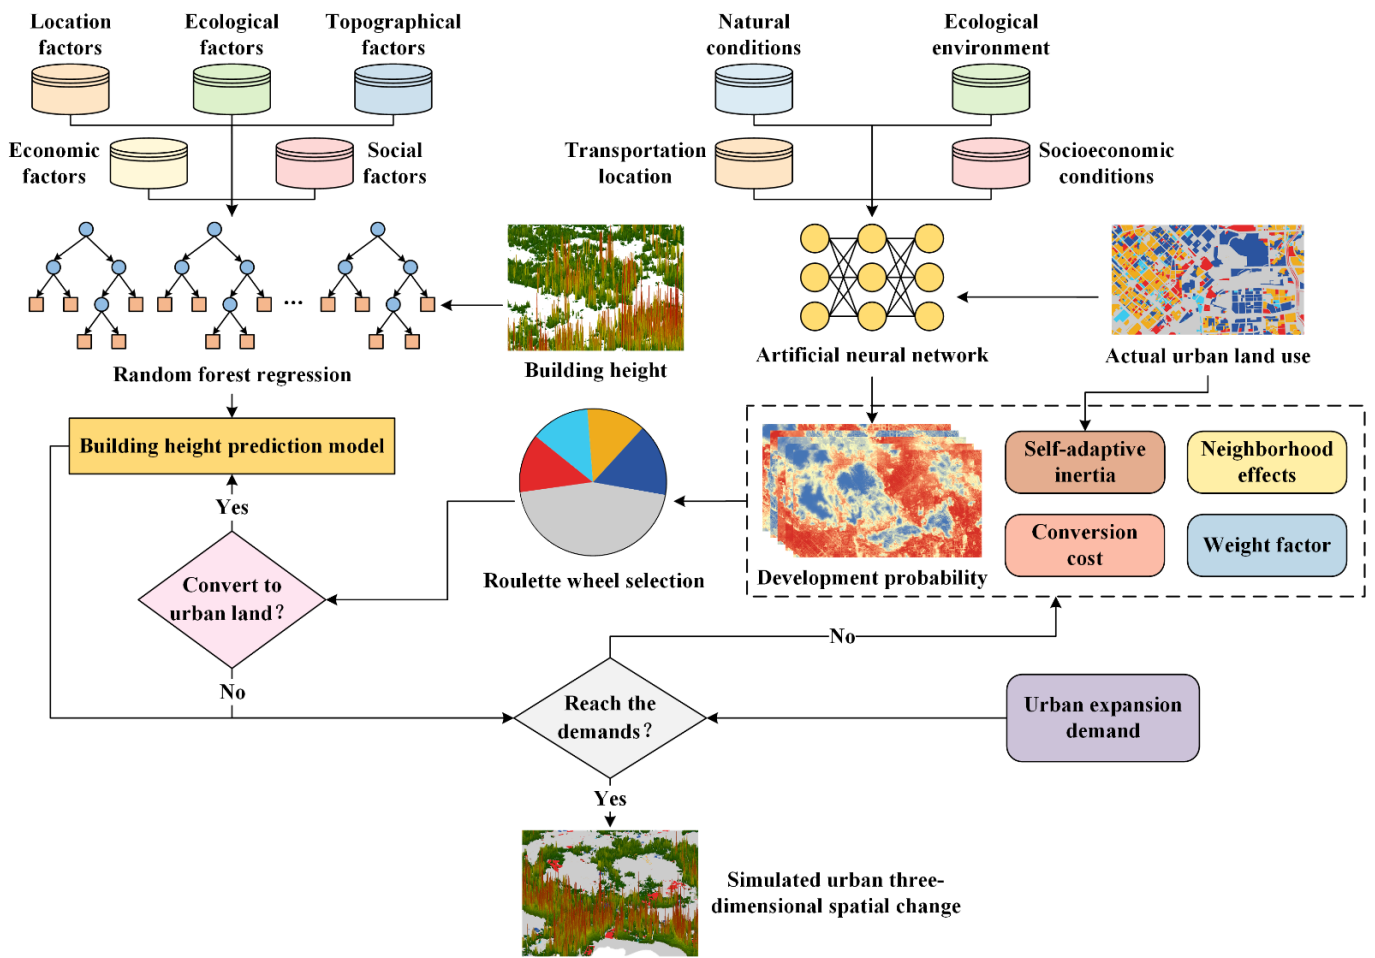 Location
factors
Ecological
factors
Topographical
factors
Natural
conditions
Ecological
environment
Economic
factors
Social
factors
Transportation
location
Socioeconomic
conditions
...
Random forest regression
Building height
Artificial neural network
Actual urban land use
Building height prediction model
Self-adaptive
inertia
Neighborhood
effects
Yes
Conversion
cost
Weight factor
Convert to
urban land?
Roulette wheel selection
Development probability
No
No
Reach the
demands?
Urban expansion
demand
Yes
Simulated urban three-
dimensional spatial change